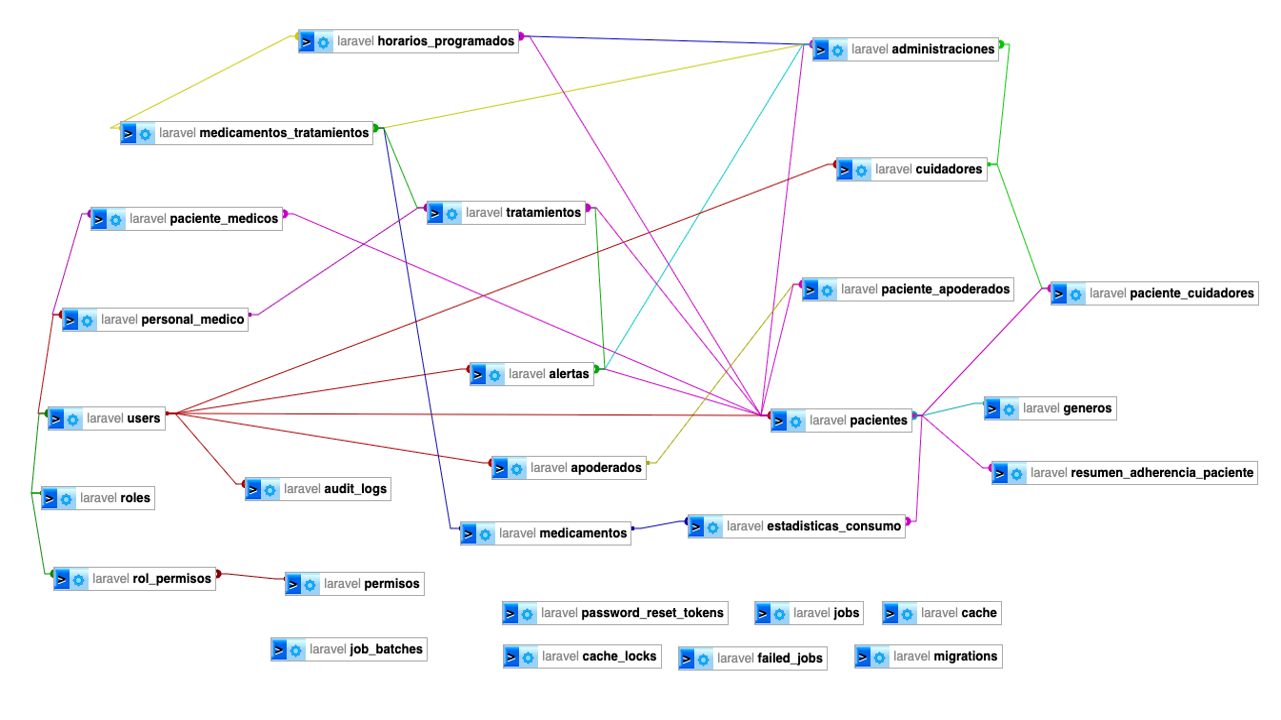 laravel horarios_programados
laravel administraciones
laravel medicamentos_tratamientos
laravel cuidadores
laravel paciente_medicos
laravel tratamientos
laravel paciente_apoderados
laravel paciente_cuidadores
laravel personal_medico
laravel alertas
laravel users
laravel pacientes
laravel generos
laravel apoderados
laravel resumen_adherencia_paciente
laravel audit_logs
laravel roles
laravel medicamentos
laravel estadisticas_consumo
laravel rol_permisos
laravel permisos
laravel password_reset_tokens
laravel jobs
laravel cache
laravel job_batches
laravel cache_locks
laravel failed_jobs
laravel migrations